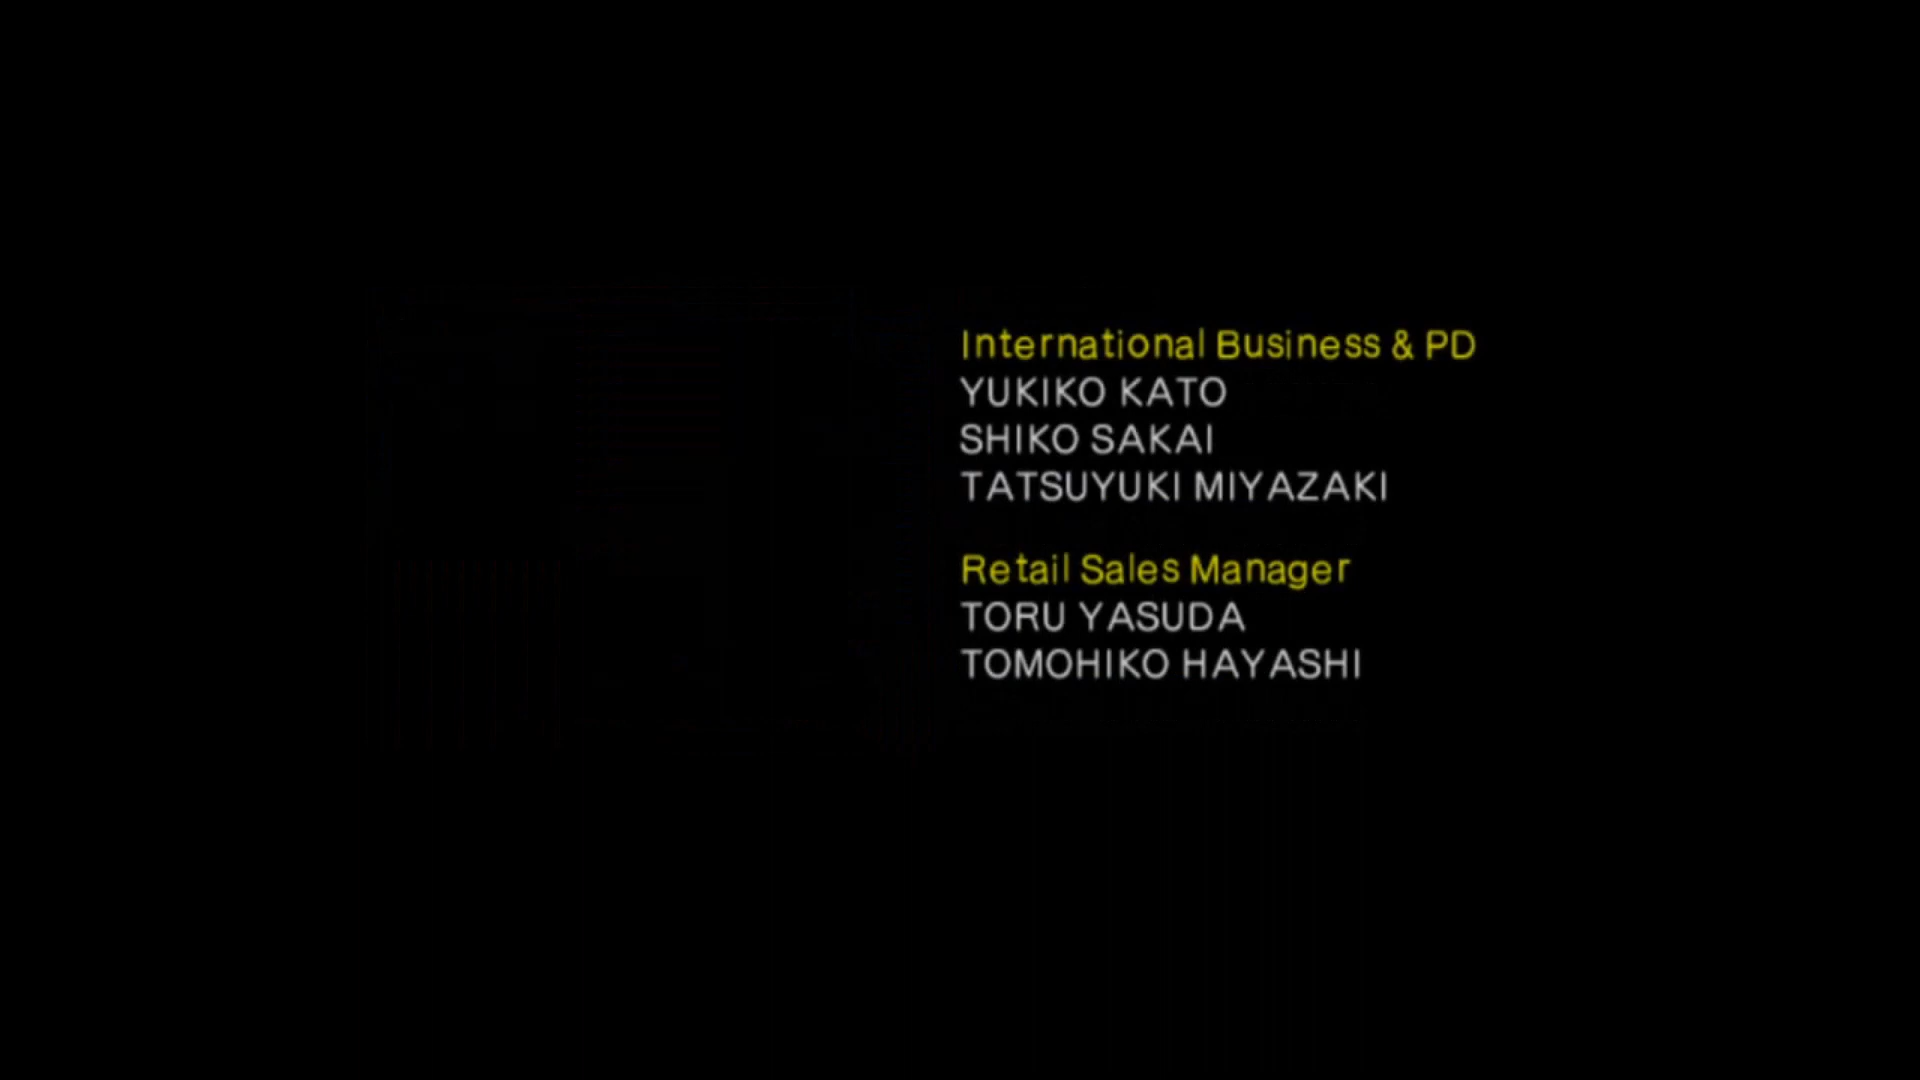 International Business & PD
YUKIKO KATO
SHIKO SAKAI
TATSUYUKI MIYAZAKI
Retail Sales Manager
TORU YASUDA
TOMOHIKO HAYASHI